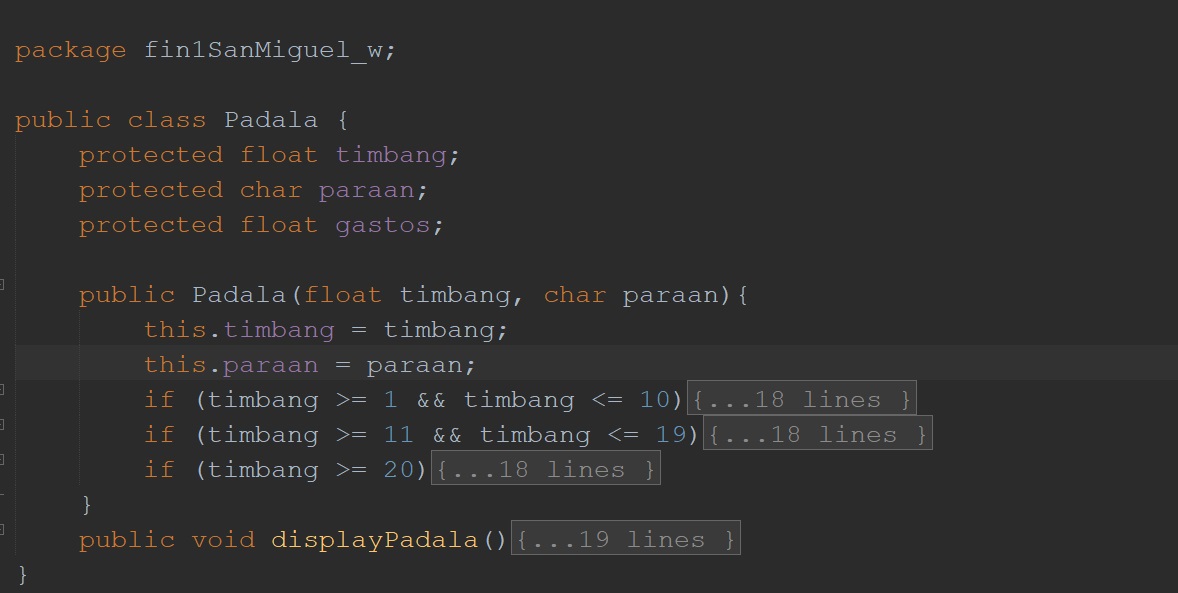 package fin1SanMiguel_w;
public class Padala {
protected float timbang;
protected char paraan;
protected float gastos;
public Padala(float timbang, char paraan){
this.timbang = timbang;
this.paraan = paraan;
if (timbang >= 1 && timbang <= 10){...18 lines }
if (timbang >= 11 && timbang <= 19){...18 lines }
if (timbang >= 20){...18 lines }
}
public void displayPadala(){...19 lines }
}